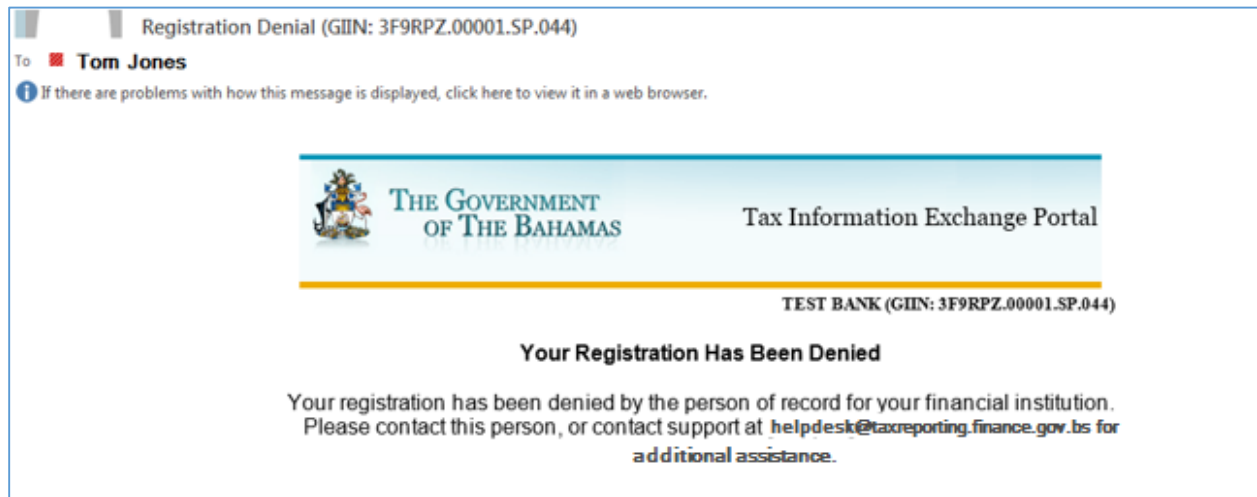 Registration Denial (GIIN: 3F9RPZ.00001.SP.044)
To Tom Jones
If there are problems with how this message is displayed, click here to view it in a web browser.
THE GOVERNMENT
OF THE BAHAMAS
Tax Information Exchange Portal
TEST BANK (GIIN: 3F9RPZ.00001.SP.044)
Your Registration Has Been Denied
Your registration has been denied by the person of record for your financial institution.
Please contact this person, or contact support at helpdesk@taxreporting.finance.gov.bs for
additional assistance.